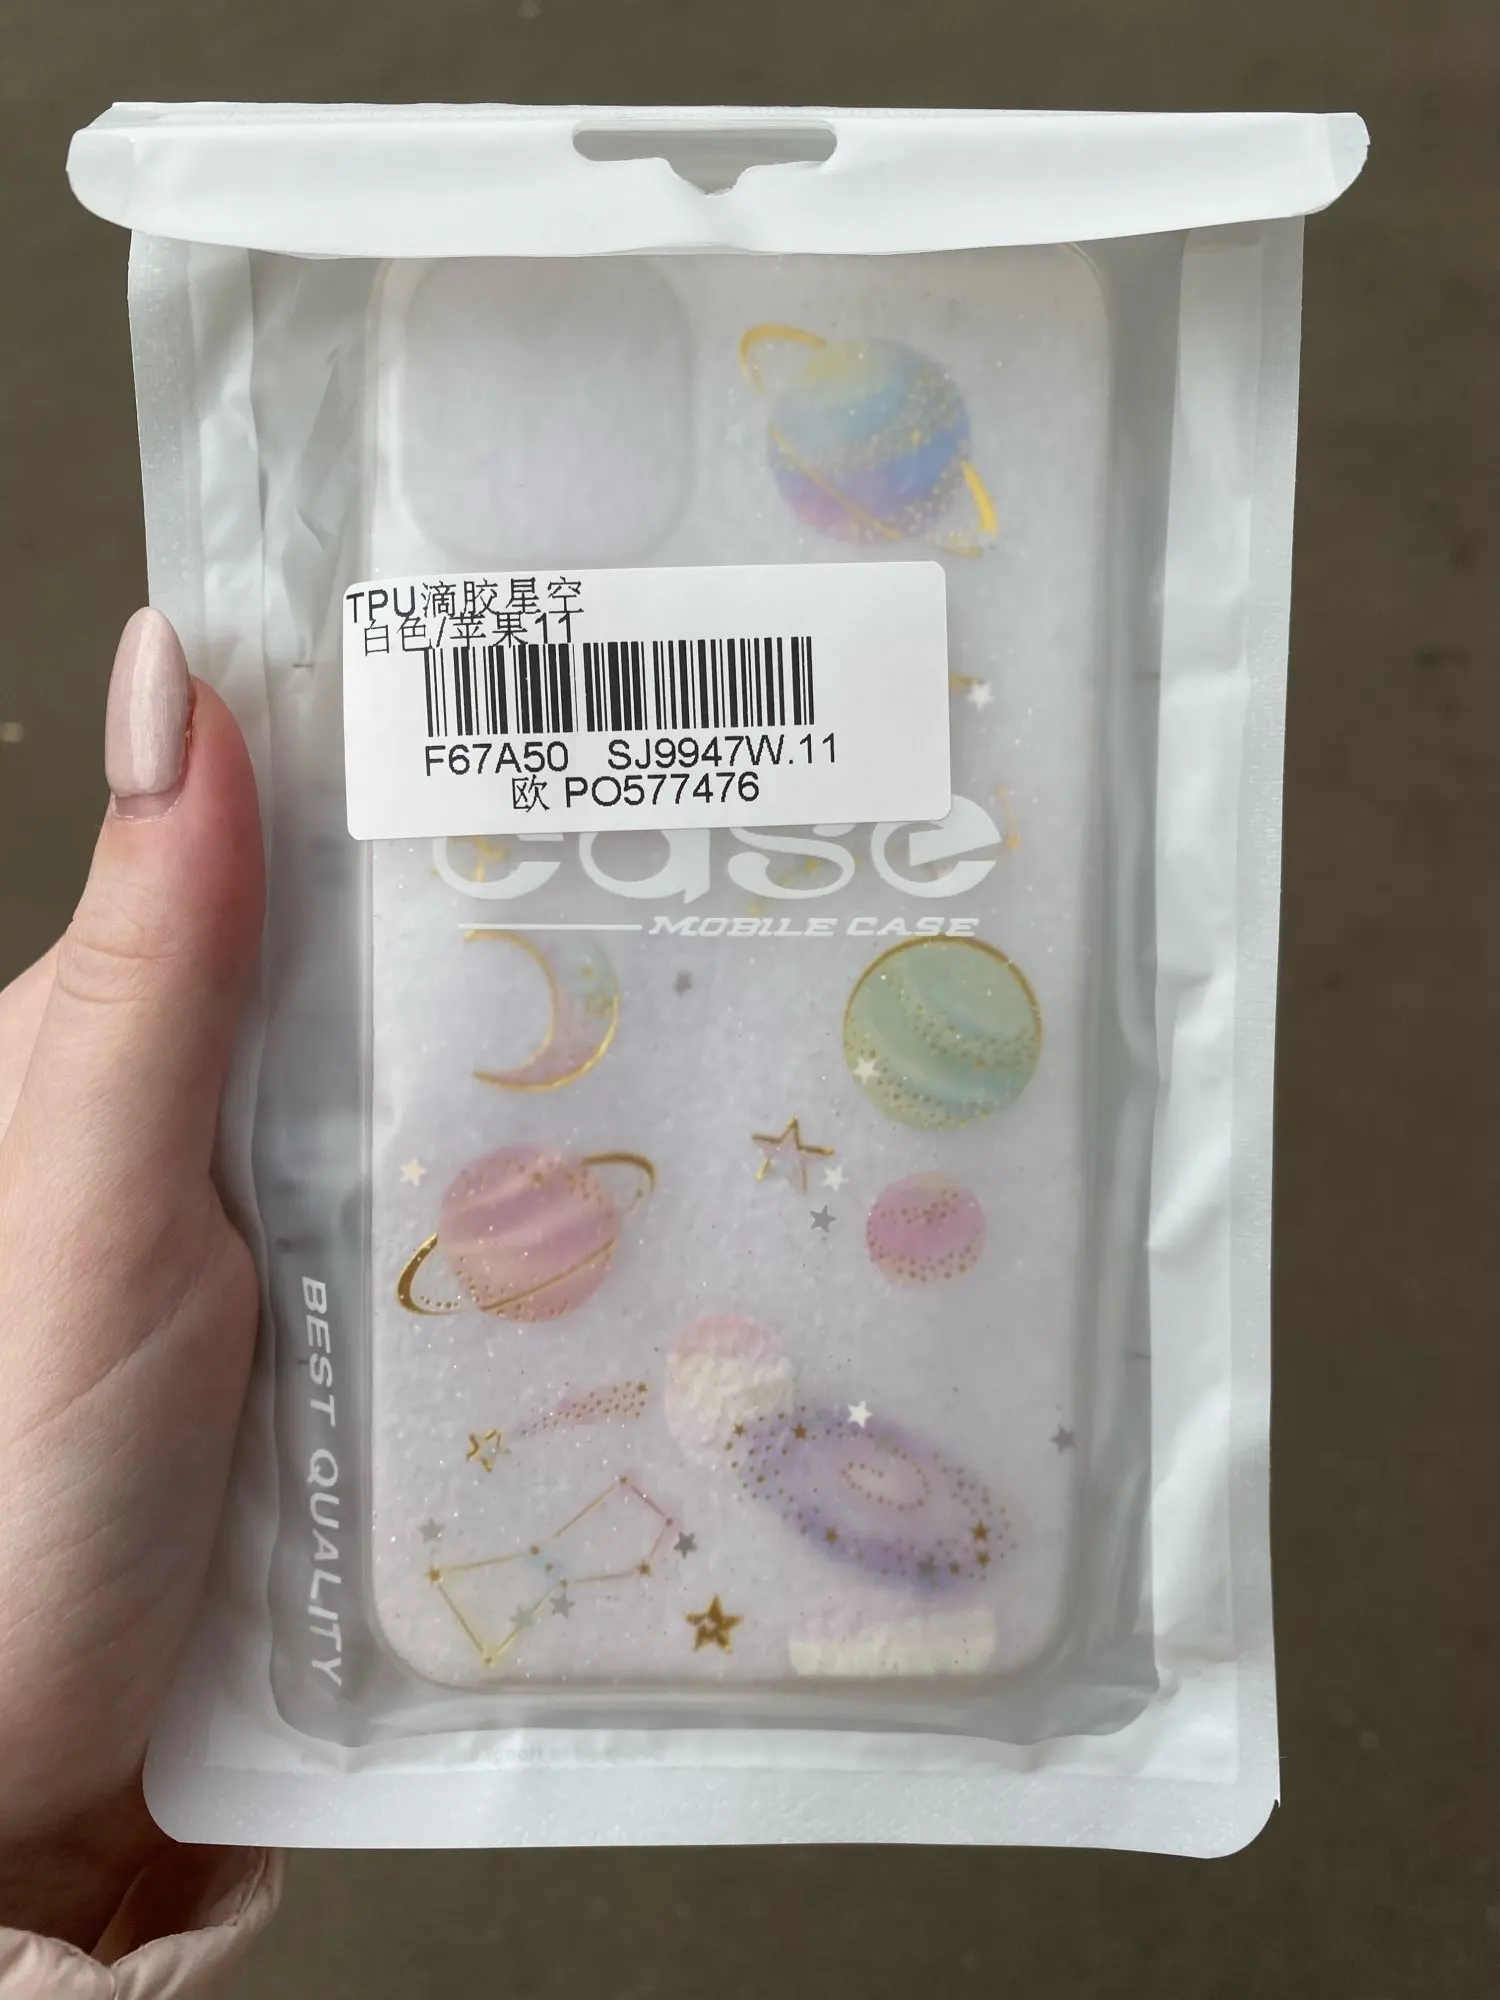 TPU滴胶星空
白色/苹果11
F67A50 SJ9947W.11
欧 PO577476
case
MOBILE CASE
BEST QUALITY